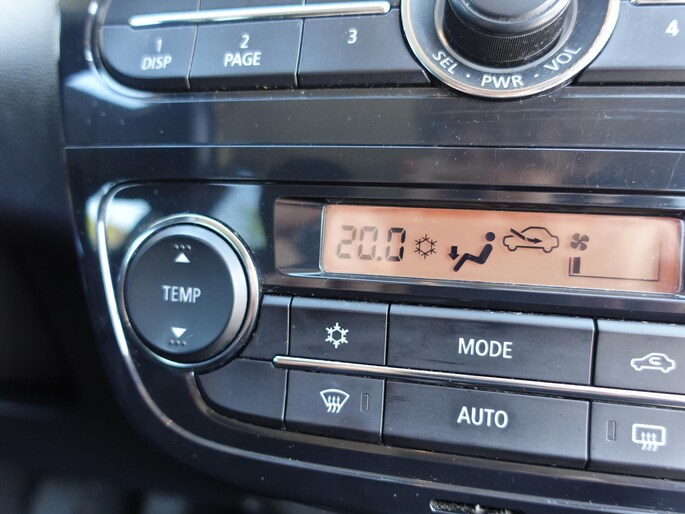 1
DISP
2
PAGE
3
SEL · PWR · VOL
4
20.0
TEMP
MODE
AUTO